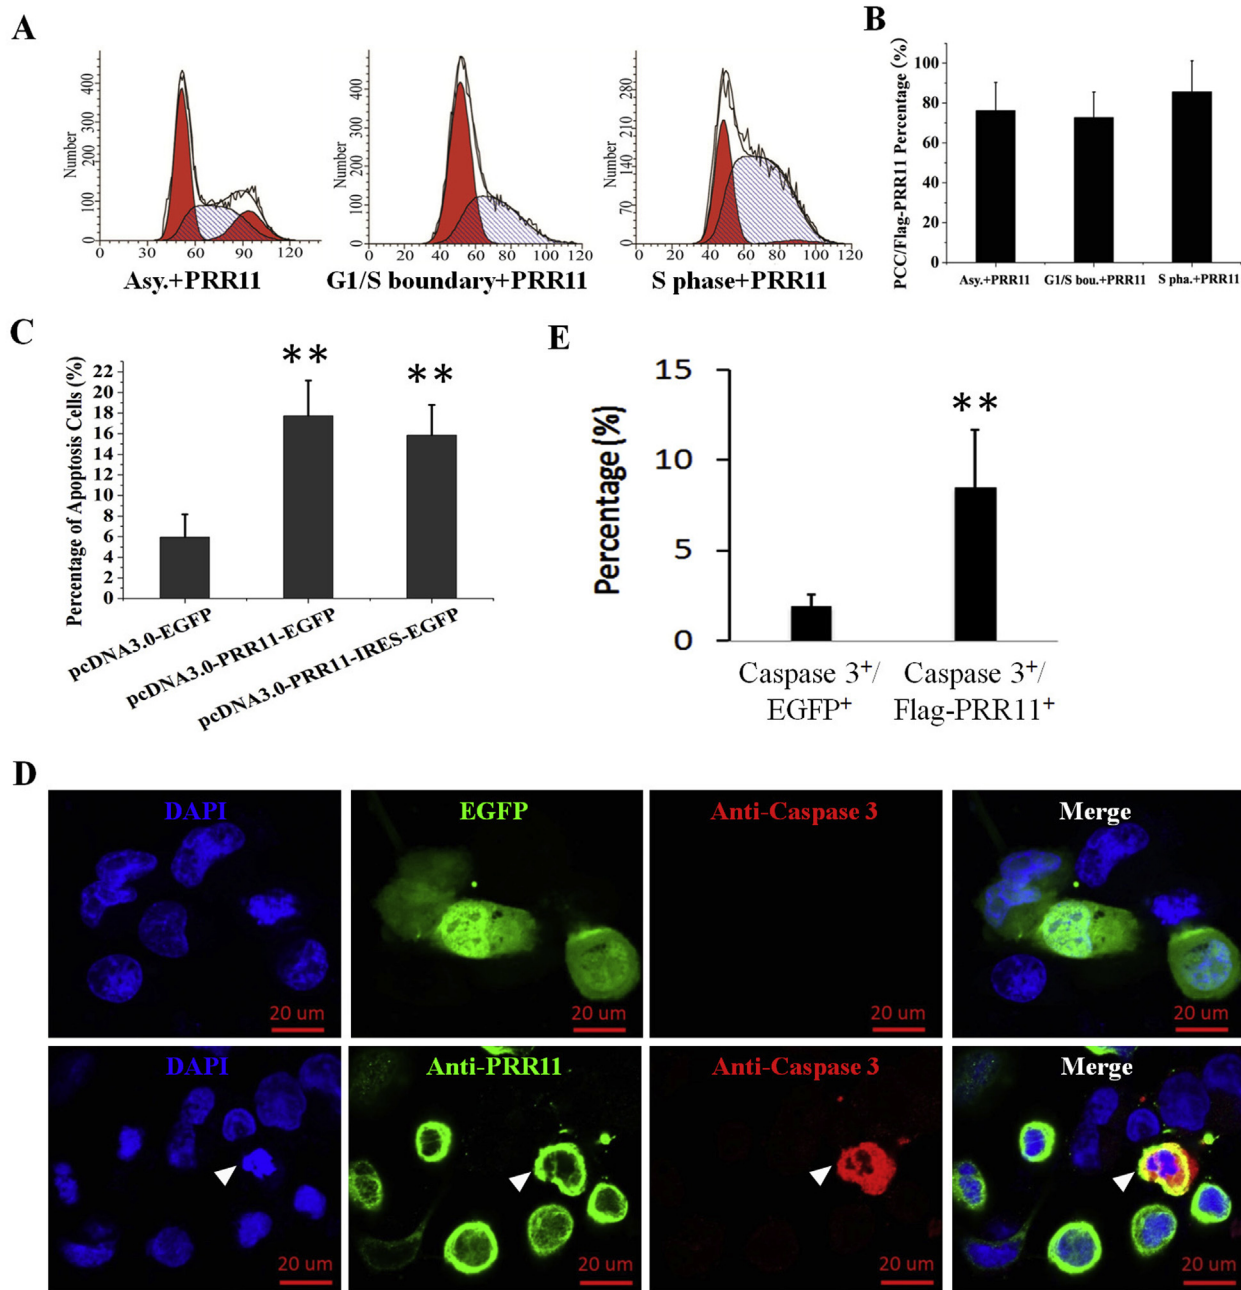 A
Number
400
300
200
100
0
0 30 60 90 120
Asy.+PRR11
Number
400
300
200
100
0
0 20 40 60 80 100 120
G1/S boundary+PRR11
Number
280
210
140
70
0
0 20 40 60 80 100 120
S phase+PRR11
B
PCC/Flag-PRR11 Percentage (%)
100
80
60
40
20
0
Asy.+PRR11 G1/S bou.+PRR11 S pha.+PRR11
C
Percentage of Apoptosis Cells (%)
22
20
18
16
14
12
10
8
6
4
2
0
** **
pcDNA3.0-EGFP
pcDNA3.0-PRR11-EGFP
pcDNA3.0-PRR11-IRES-EGFP
E
Percentage (%)
15
10
5
0
**
Caspase 3+/
EGFP+
Caspase 3+/
Flag-PRR11+
D
DAPI EGFP Anti-Caspase 3 Merge
20 um 20 um 20 um 20 um
DAPI Anti-PRR11 Anti-Caspase 3 Merge
20 um 20 um 20 um 20 um